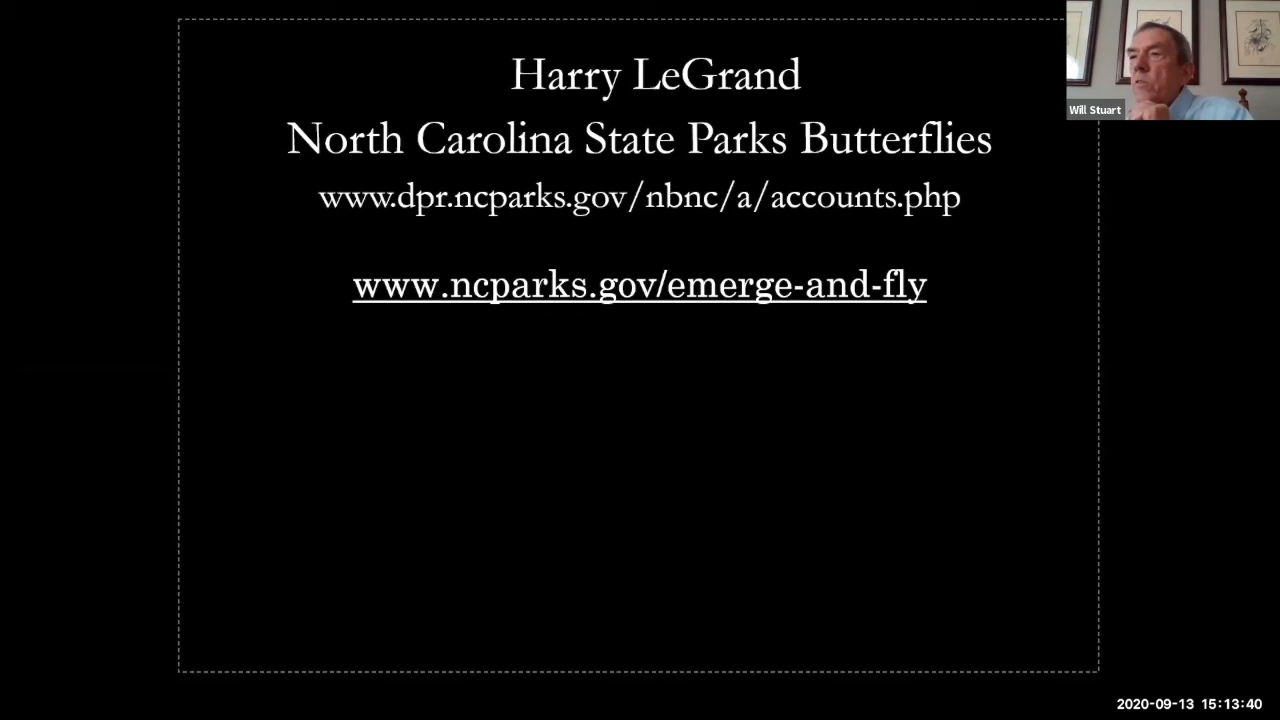 Harry LeGrand
North Carolina State Parks Butterflies
www.dpr.ncparks.gov/nbnc/a/accounts.php
www.ncparks.gov/emerge-and-fly
Will Stuart
2020-09-13 15:13:40